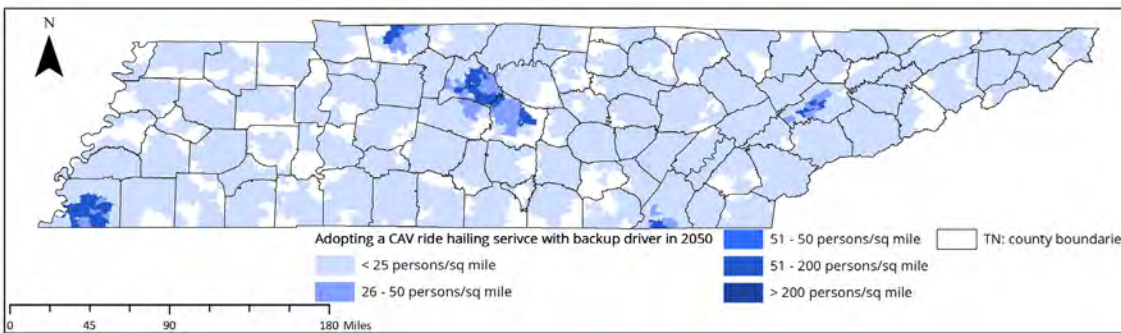 N
Adopting a CAV ride hailing serivce with backup driver in 2050
< 25 persons/sq mile
26 - 50 persons/sq mile
51 - 50 persons/sq mile
51 - 200 persons/sq mile
> 200 persons/sq mile
TN: county boundarie
0 45 90 180 Miles